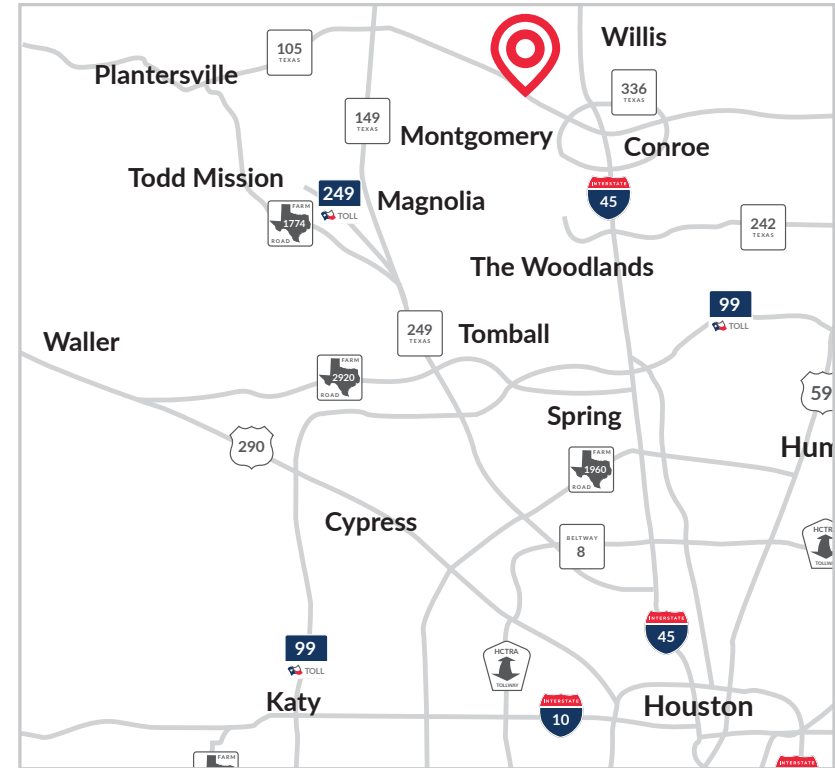 Willis
105
TEXAS
Plantersville
336
TEXAS
149
TEXAS
Montgomery
Conroe
Todd Mission
249
TOLL
Magnolia
INTERSTATE
45
FARM
1774
ROAD
242
TEXAS
The Woodlands
99
TOLL
Waller
249
TEXAS
Tomball
FARM
2920
ROAD
59
Spring
290
Hum
FARM
1960
ROAD
Cypress
BELTWAY
8
HCTR
TOLLWA
INTERSTATE
45
99
TOLL
HCTRA
TOLLWAY
Katy
INTERSTATE
10
Houston
FARM
INTERSTATE